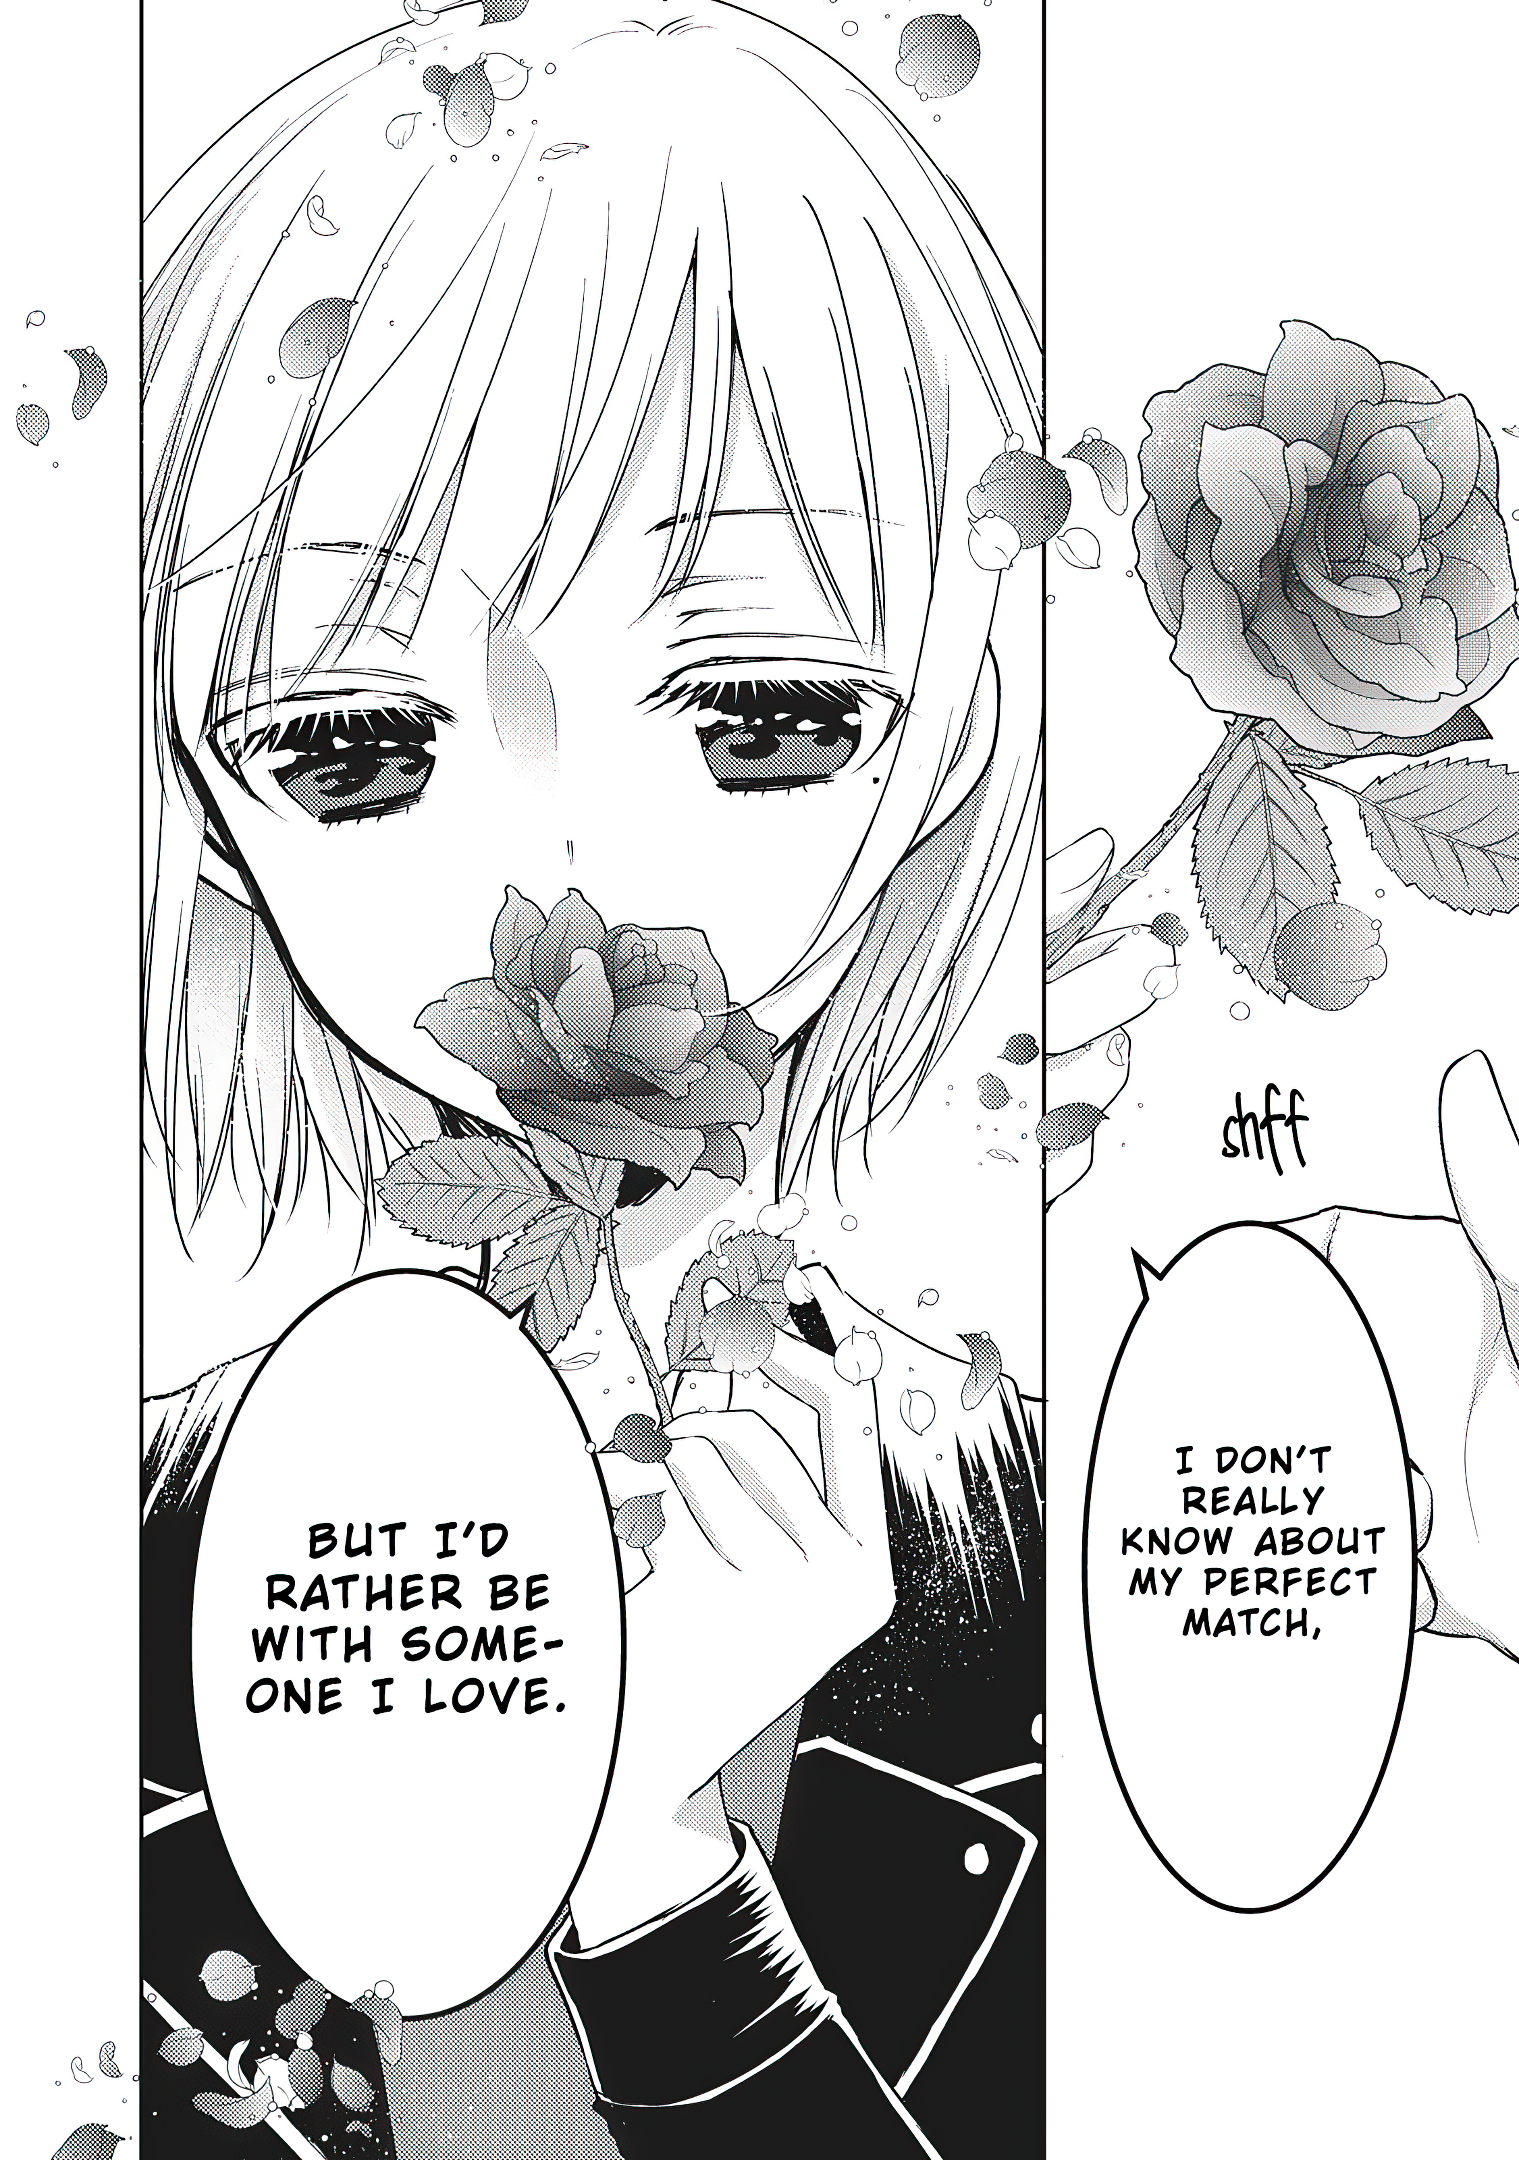 shff
I DON'T
REALLY
KNOW ABOUT
MY PERFECT
MATCH,
BUT I'D
RATHER BE
WITH SOME-
ONE I LOVE.